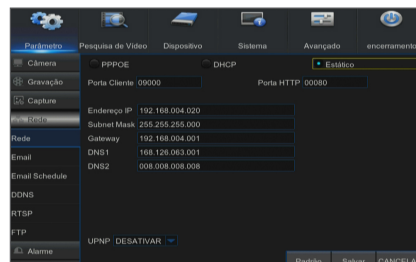 Parâmetro Pesquisa de Vídeo Dispositivo Sistema Avançado encerramento
Câmera
PPPOE DHCP Estático
Gravação
Porta Cliente 09000 Porta HTTP 00080
Capture
Rede
Endereço IP 192.168.004.020
Subnet Mask 255.255.255.000
Rede
Gateway 192.168.004.001
DNS1 168.126.063.001
Email
DNS2 008.008.008.008
Email Schedule
DDNS
RTSP
FTP
UPNP DESATIVAR
Alarme
Padrão Salvar CANCELA